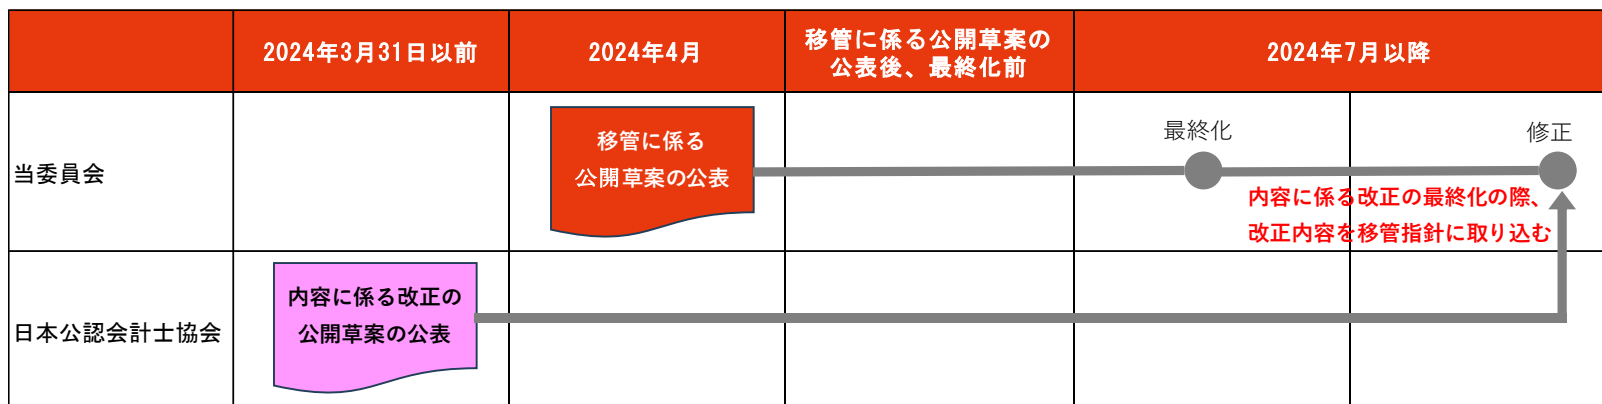 2024年3月31日以前
2024年4月
移管に係る公開草案の
公表後、最終化前
2024年7月以降
当委員会
移管に係る
公開草案の公表
最終化
修正
内容に係る改正の最終化の際、
改正内容を移管指針に取り込む
日本公認会計士協会
内容に係る改正の
公開草案の公表